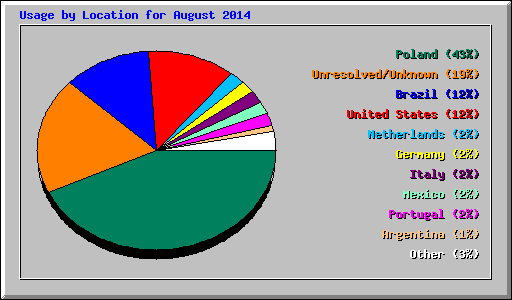 Usage by Location for August 2014
Poland (43%)
Unresolved/Unknown (19%)
Brazil (12%)
United States (12%)
Netherlands (2%)
Germany (2%)
Italy (2%)
Mexico (2%)
Portugal (2%)
Argentina (1%)
Other (3%)